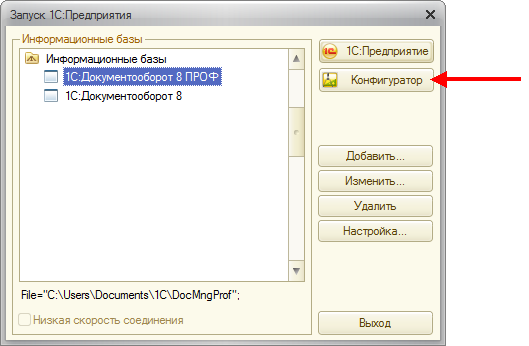 Запуск 1С:Предприятия
Информационные базы
Информационные базы
1С:Документооборот 8 ПРОФ
1С:Документооборот 8
1С:Предприятие
Конфигуратор
Добавить...
Изменить...
Удалить
Настройка...
File="C:\Users\Documents\1C\DocMngProf";
Низкая скорость соединения
Выход